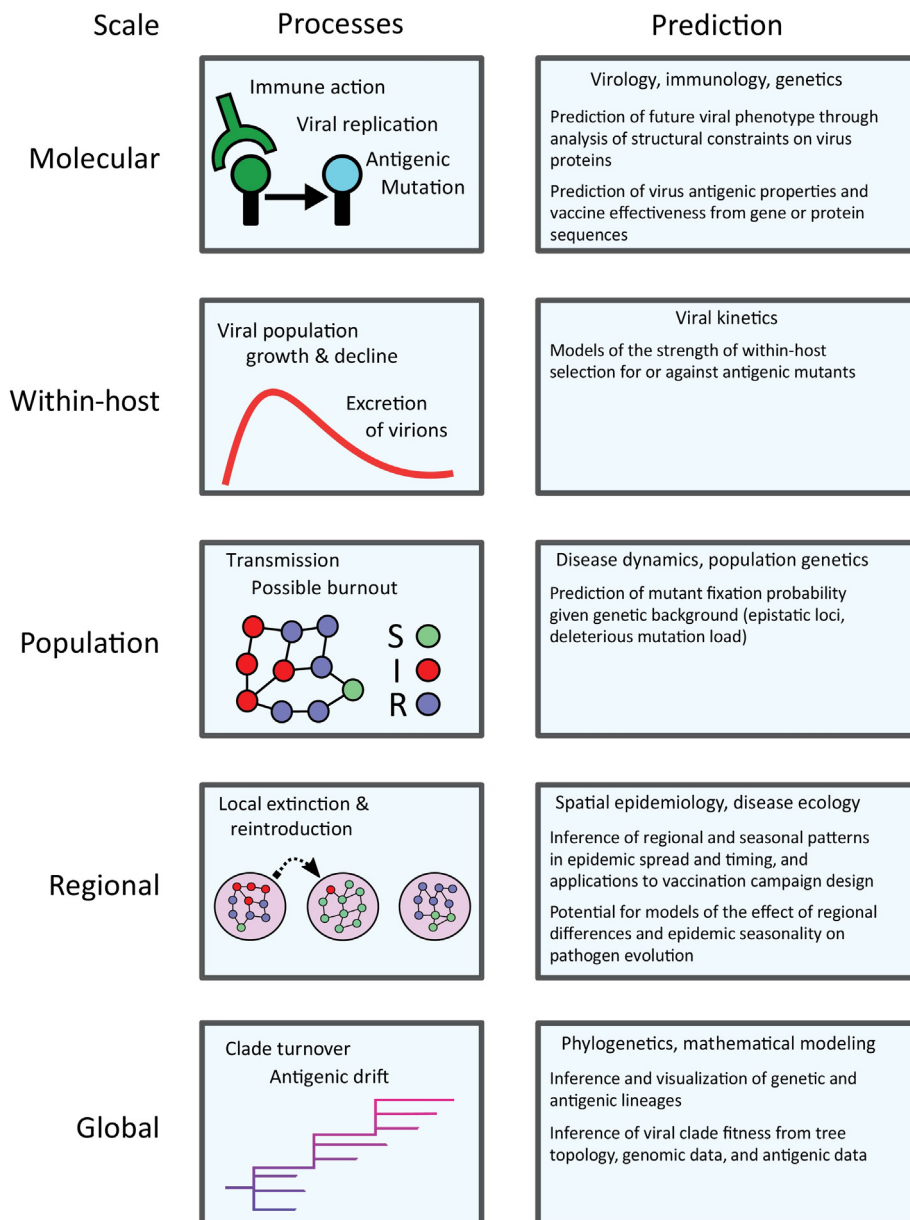 Scale
Processes
Prediction
Molecular
Immune action
Viral replication
Antigenic
Mutation
Virology, immunology, genetics
Prediction of future viral phenotype through
analysis of structural constraints on virus
proteins
Prediction of virus antigenic properties and
vaccine effectiveness from gene or protein
sequences
Within-host
Viral population
growth & decline
Excretion
of virions
Viral kinetics
Models of the strength of within-host
selection for or against antigenic mutants
Population
Transmission
Possible burnout
S
I
R
Disease dynamics, population genetics
Prediction of mutant fixation probability
given genetic background (epistatic loci,
deleterious mutation load)
Regional
Local extinction &
reintroduction
Spatial epidemiology, disease ecology
Inference of regional and seasonal patterns
in epidemic spread and timing, and
applications to vaccination campaign design
Potential for models of the effect of regional
differences and epidemic seasonality on
pathogen evolution
Global
Clade turnover
Antigenic drift
Phylogenetics, mathematical modeling
Inference and visualization of genetic and
antigenic lineages
Inference of viral clade fitness from tree
topology, genomic data, and antigenic data